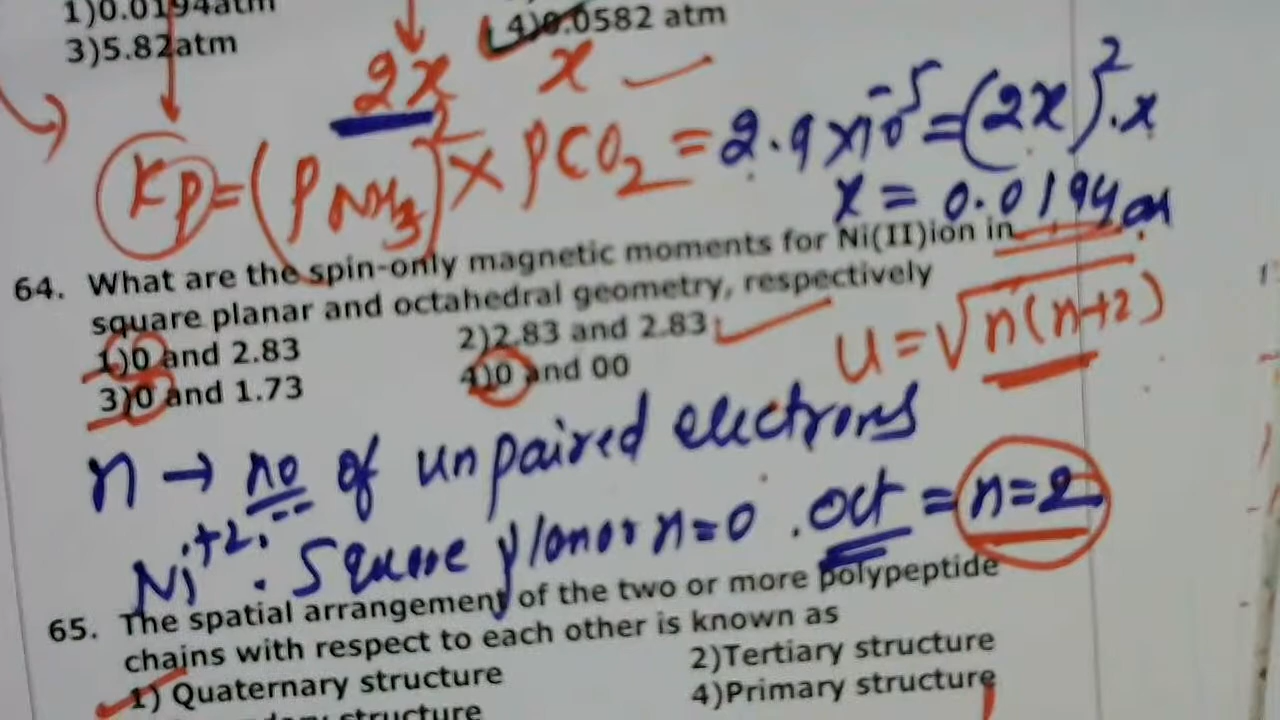 1)0.0194atm
4)0.0582 atm
3)5.82atm
2x x
Kp=(PNH3)² × PCO2 = 2.9×10⁻⁵=(2x)².x
x = 0.0194
64. What are the spin-only magnetic moments for Ni(II)ion in
square planar and octahedral geometry, respectively
1)0 and 2.83
2)2.83 and 2.83
3)0 and 1.73
4)0 and 00
u=√n(n+2)
n → no of unpaired electrons
Ni+2: Square planar n=0 . oct = n=2
65. The spatial arrangement of the two or more polypeptide
chains with respect to each other is known as
1) Quaternary structure
2)Tertiary structure
4)Primary structure
structure